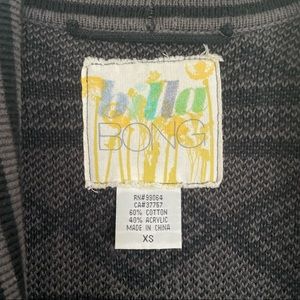 billa
BONG
RN#99064
CA#37757
60% COTTON
40% ACRYLIC
MADE IN CHINA
XS